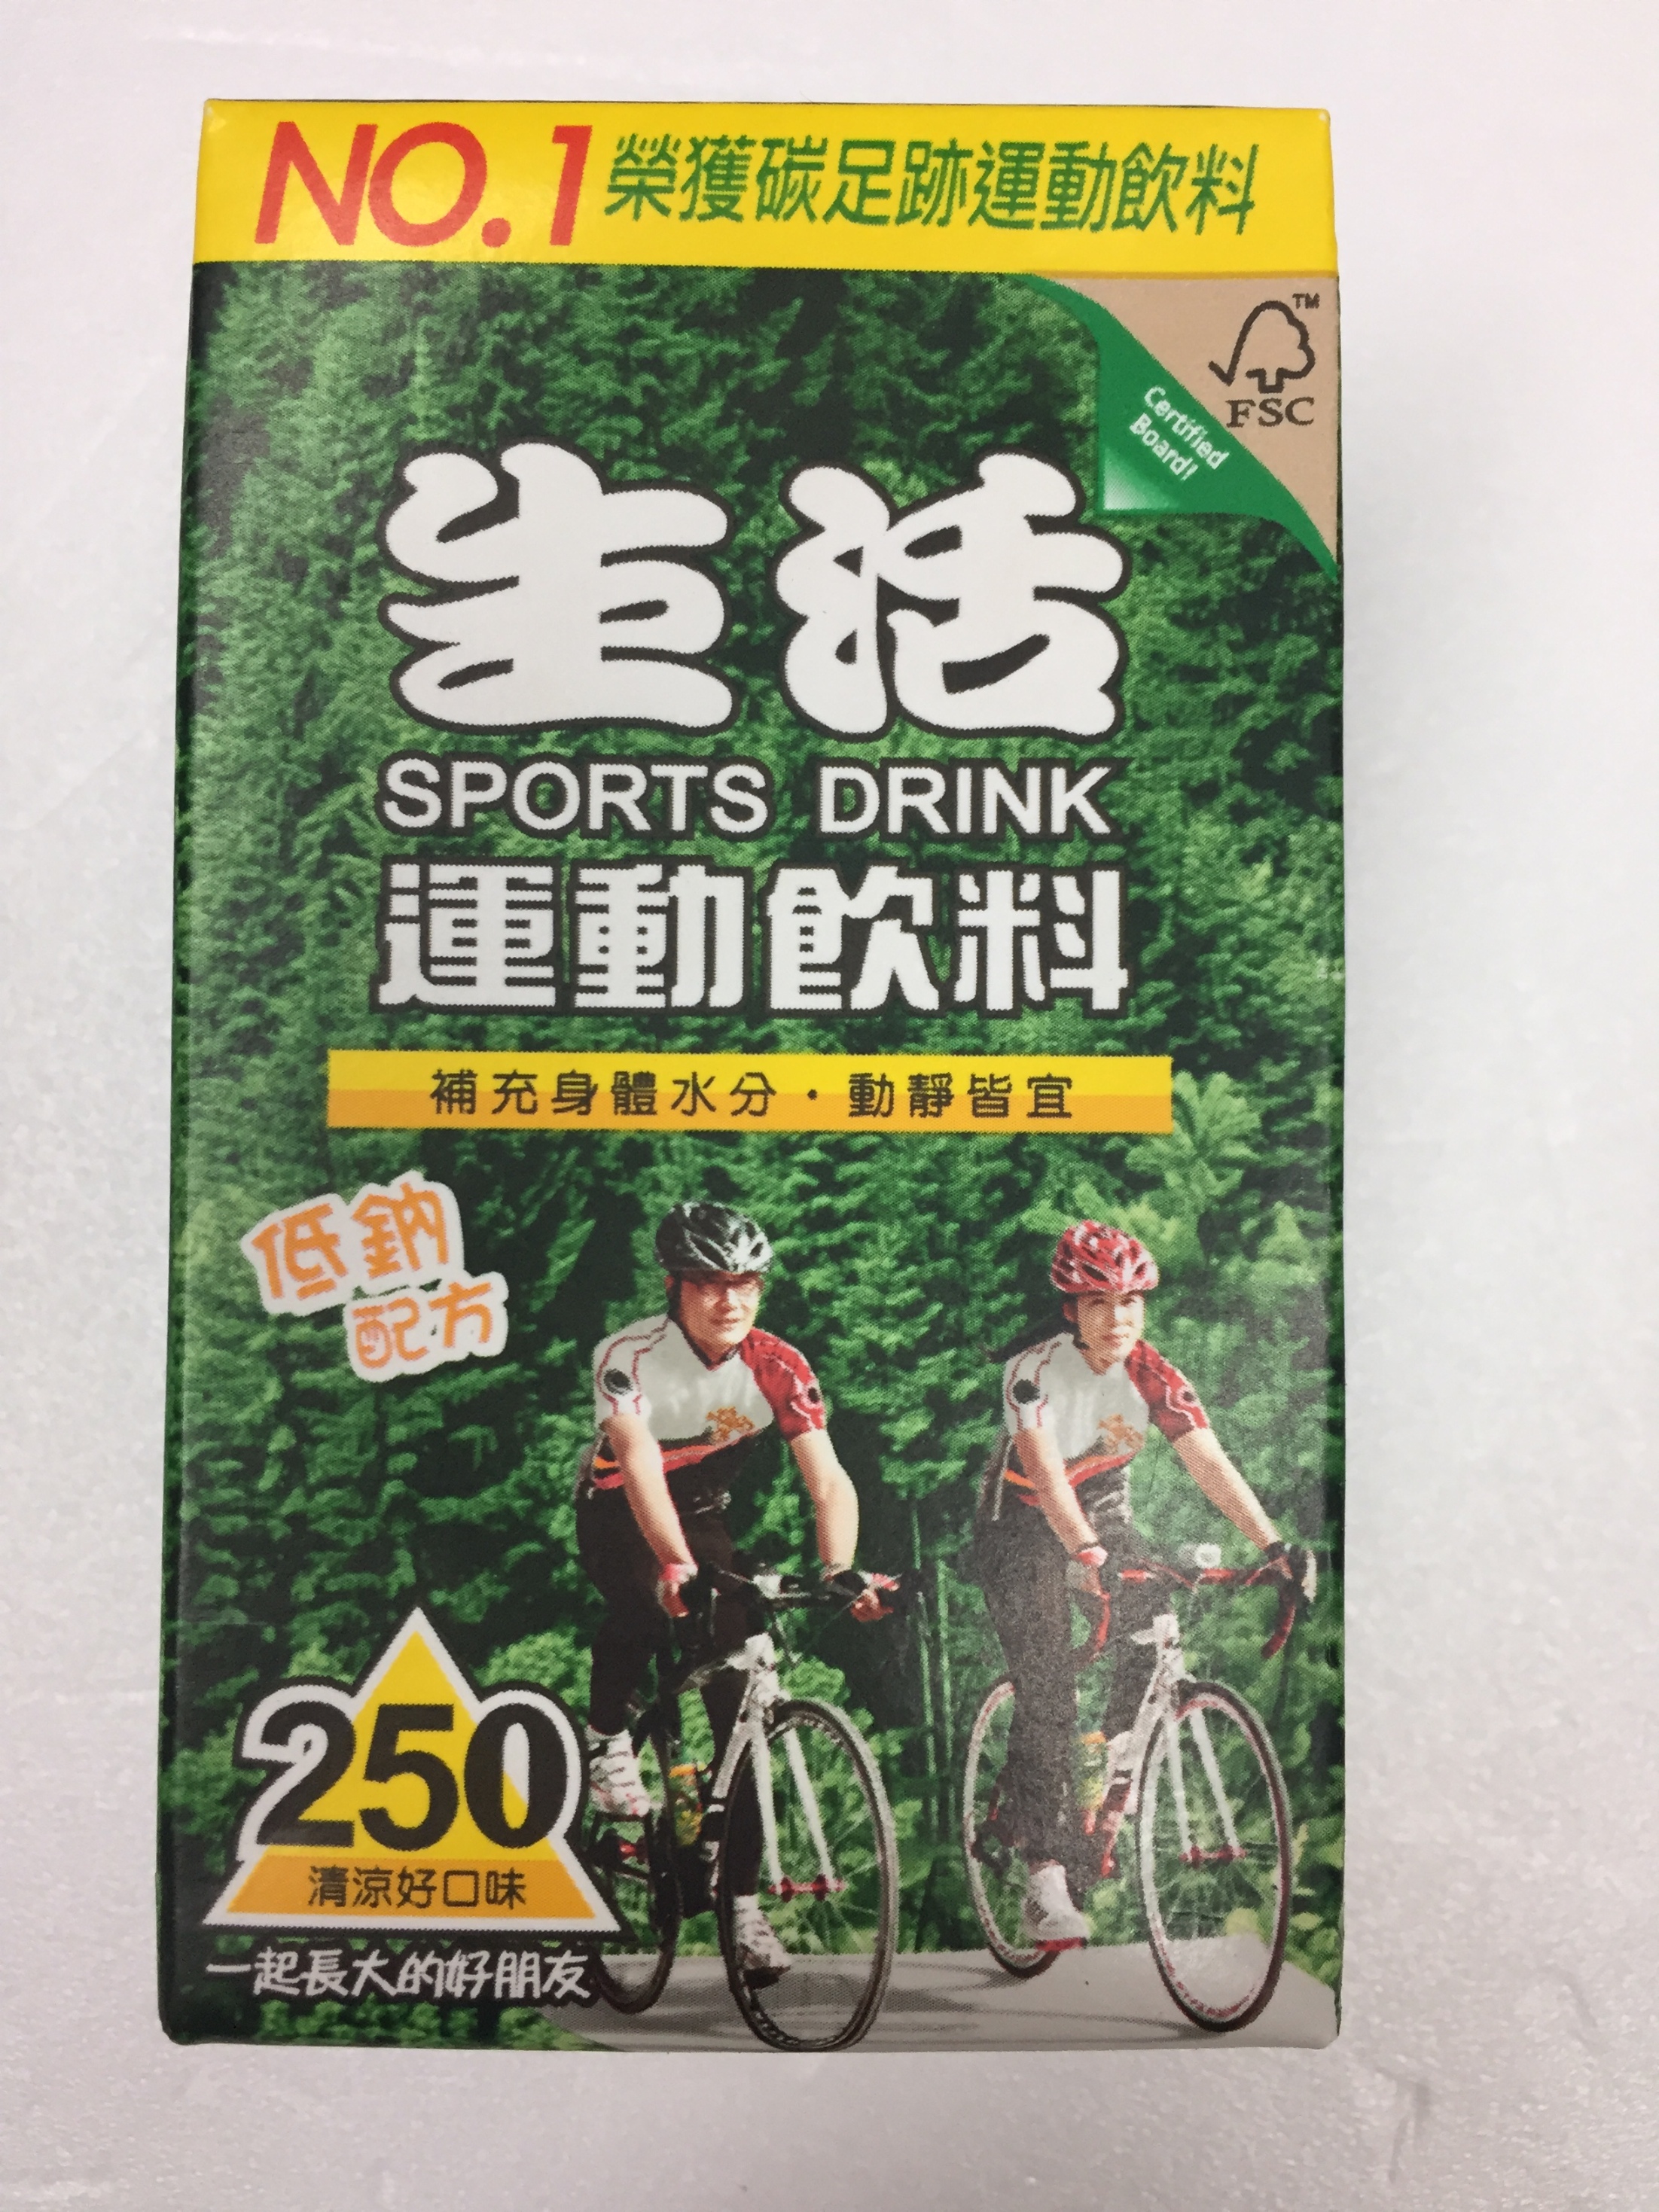 NO.1 榮獲碳足跡運動飲料
TM
FSC
Certified
Board!
生活
SPORTS DRINK
運動飲料
補充身體水分・動靜皆宜
低鈉
配方
250
清涼好口味
一起長大的好朋友